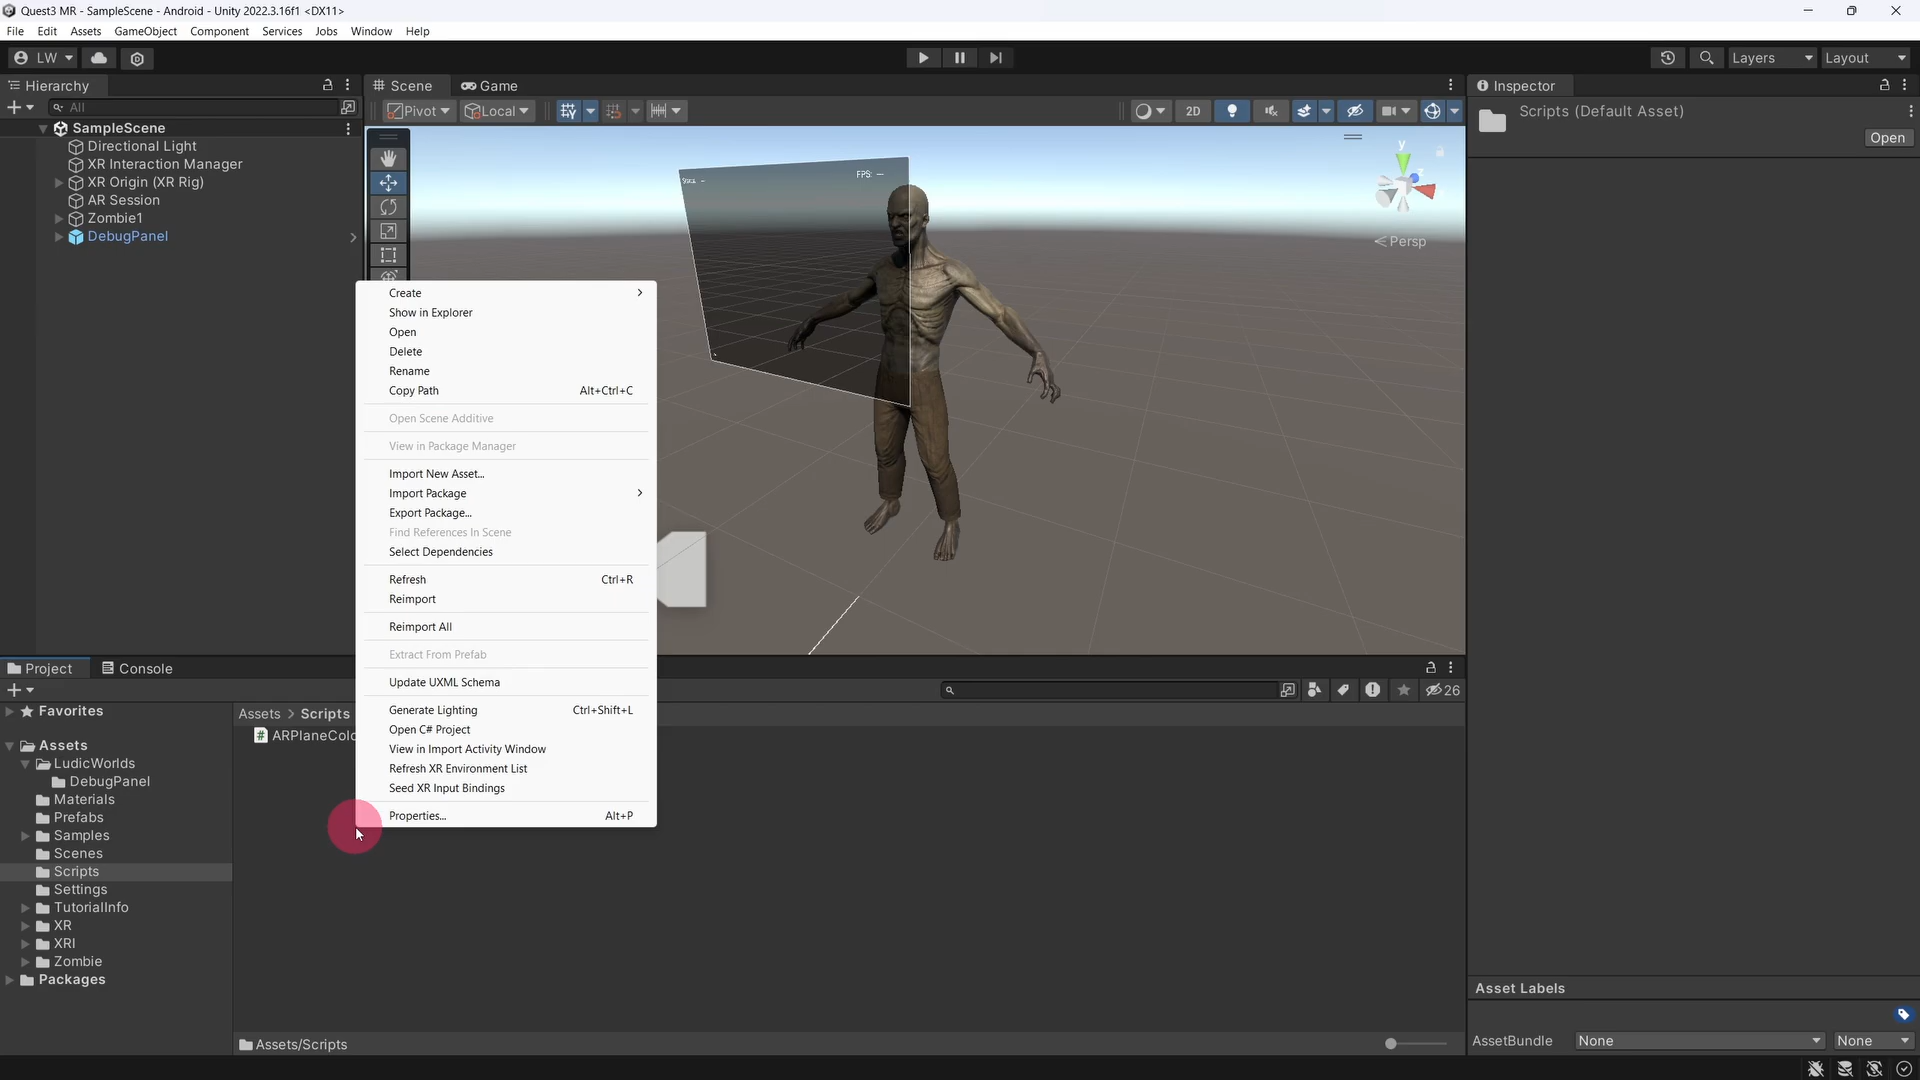 Quest3 MR - SampleScene - Android - Unity 2022.3.16f1 <DX11>
File Edit Assets GameObject Component Services Jobs Window Help
LW Layers Layout
Hierarchy
All
SampleScene
Directional Light
XR Interaction Manager
XR Origin (XR Rig)
AR Session
Zombie1
DebugPanel
Scene Game
Pivot Local 2D
FPS: —
y
Persp
Inspector
Scripts (Default Asset)
Open
Create
Show in Explorer
Open
Delete
Rename
Copy Path Alt+Ctrl+C
Open Scene Additive
View in Package Manager
Import New Asset...
Import Package
Export Package...
Find References In Scene
Select Dependencies
Refresh Ctrl+R
Reimport
Reimport All
Extract From Prefab
Update UXML Schema
Generate Lighting Ctrl+Shift+L
Open C# Project
View in Import Activity Window
Refresh XR Environment List
Seed XR Input Bindings
Properties... Alt+P
Project Console
26
Favorites
Assets
LudicWorlds
DebugPanel
Materials
Prefabs
Samples
Scenes
Scripts
Settings
TutorialInfo
XR
XRI
Zombie
Packages
Assets > Scripts
# ARPlaneColo
Assets/Scripts
Asset Labels
AssetBundle None None